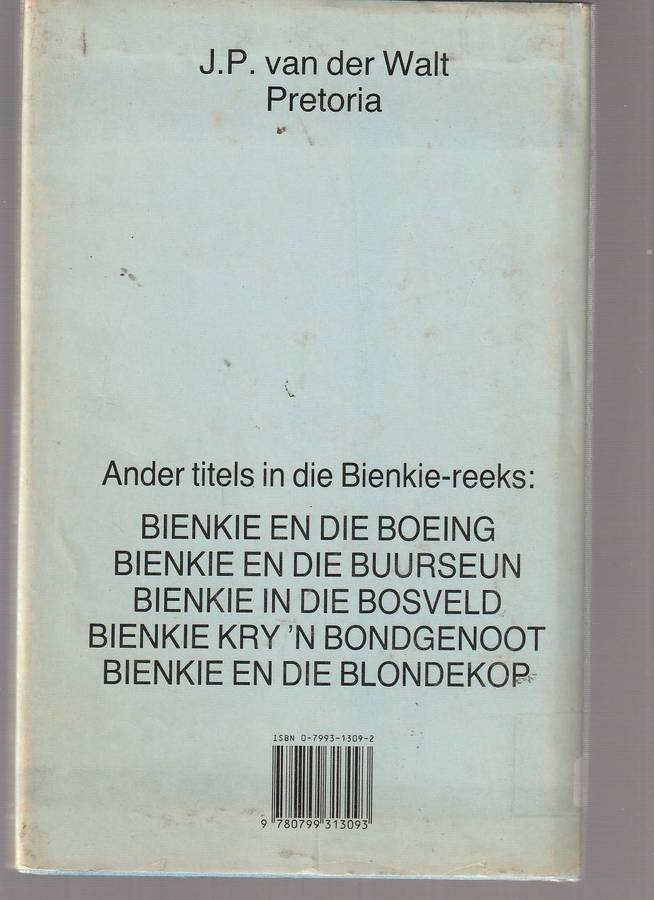 J.P. van der Walt
Pretoria
Ander titels in die Bienkie-reeks:
BIENKIE EN DIE BOEING
BIENKIE EN DIE BUURSEUN
BIENKIE IN DIE BOSVELD
BIENKIE KRY 'N BONDGENOOT
BIENKIE EN DIE BLONDEKOP
ISBN 0-7993-1309-2
9 780799 313093